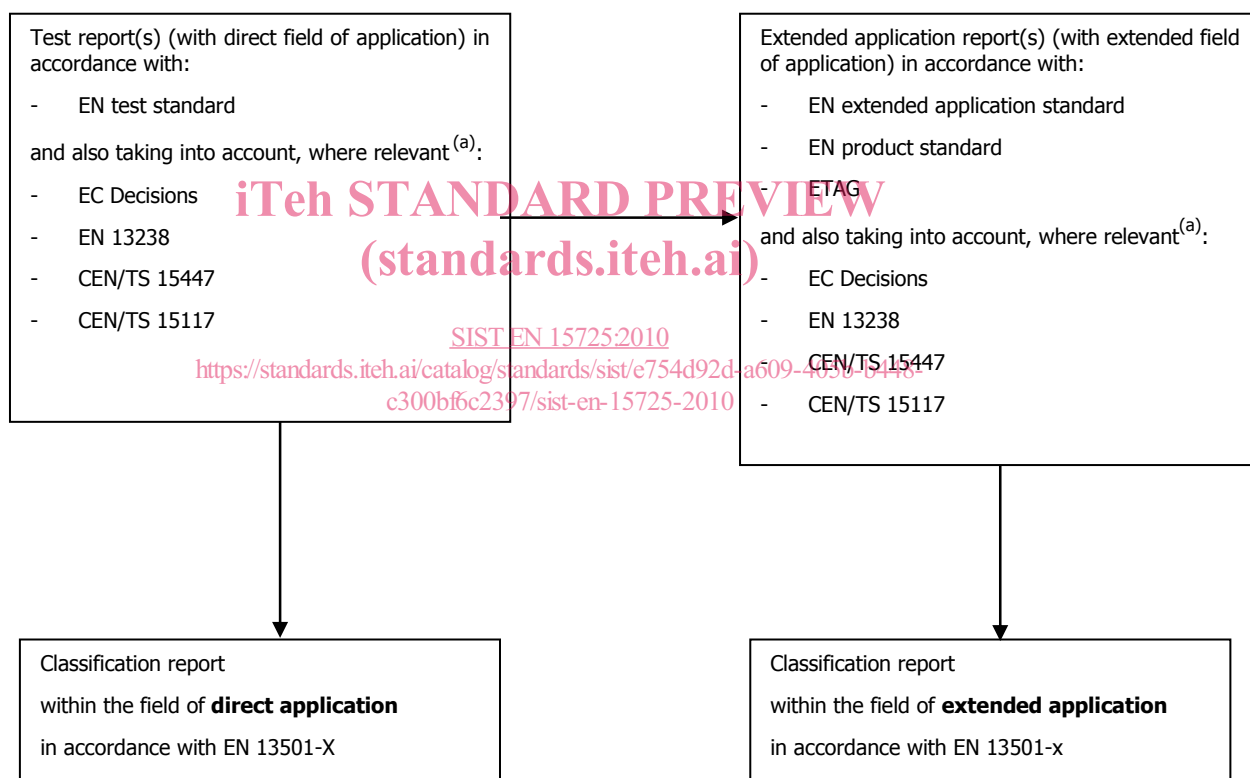 Test report(s) (with direct field of application) in
accordance with:
- EN test standard
and also taking into account, where relevant (a):
- EC Decisions
- EN 13238
- CEN/TS 15447
- CEN/TS 15117
Extended application report(s) (with extended field
of application) in accordance with:
- EN extended application standard
- EN product standard
- ETAG
and also taking into account, where relevant(a):
- EC Decisions
- EN 13238
- CEN/TS 15447
- CEN/TS 15117
iTeh STANDARD PREVIEW
(standards.iteh.ai)
SIST EN 15725:2010
https://standards.iteh.ai/catalog/standards/sist/e754d92d-a609-405b-b448-
c300bf6c2397/sist-en-15725-2010
Classification report
within the field of direct application
in accordance with EN 13501-X
Classification report
within the field of extended application
in accordance with EN 13501-x